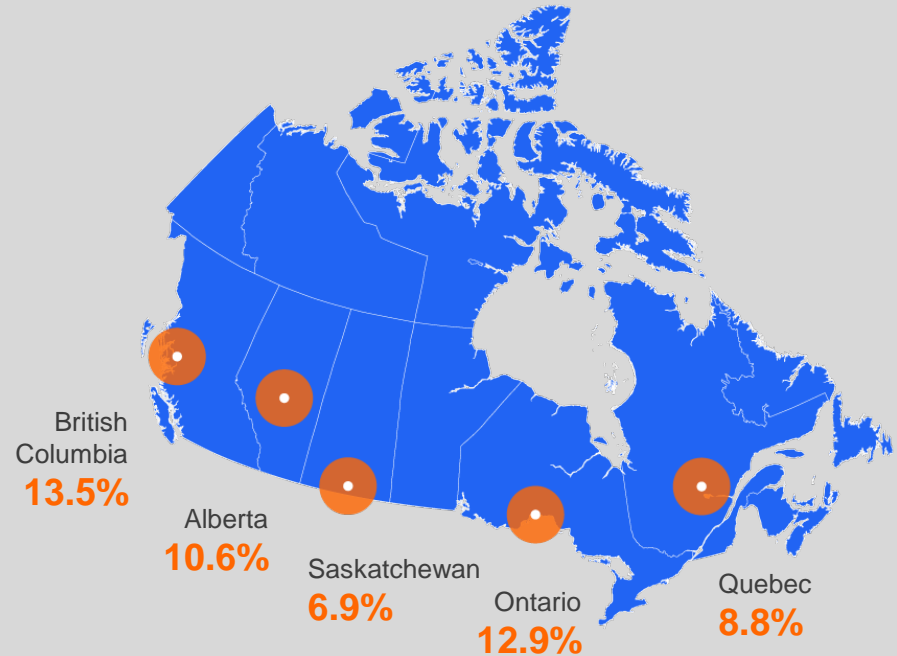 British
Columbia
13.5%
Alberta
10.6%
Saskatchewan
6.9%
Ontario
12.9%
Quebec
8.8%